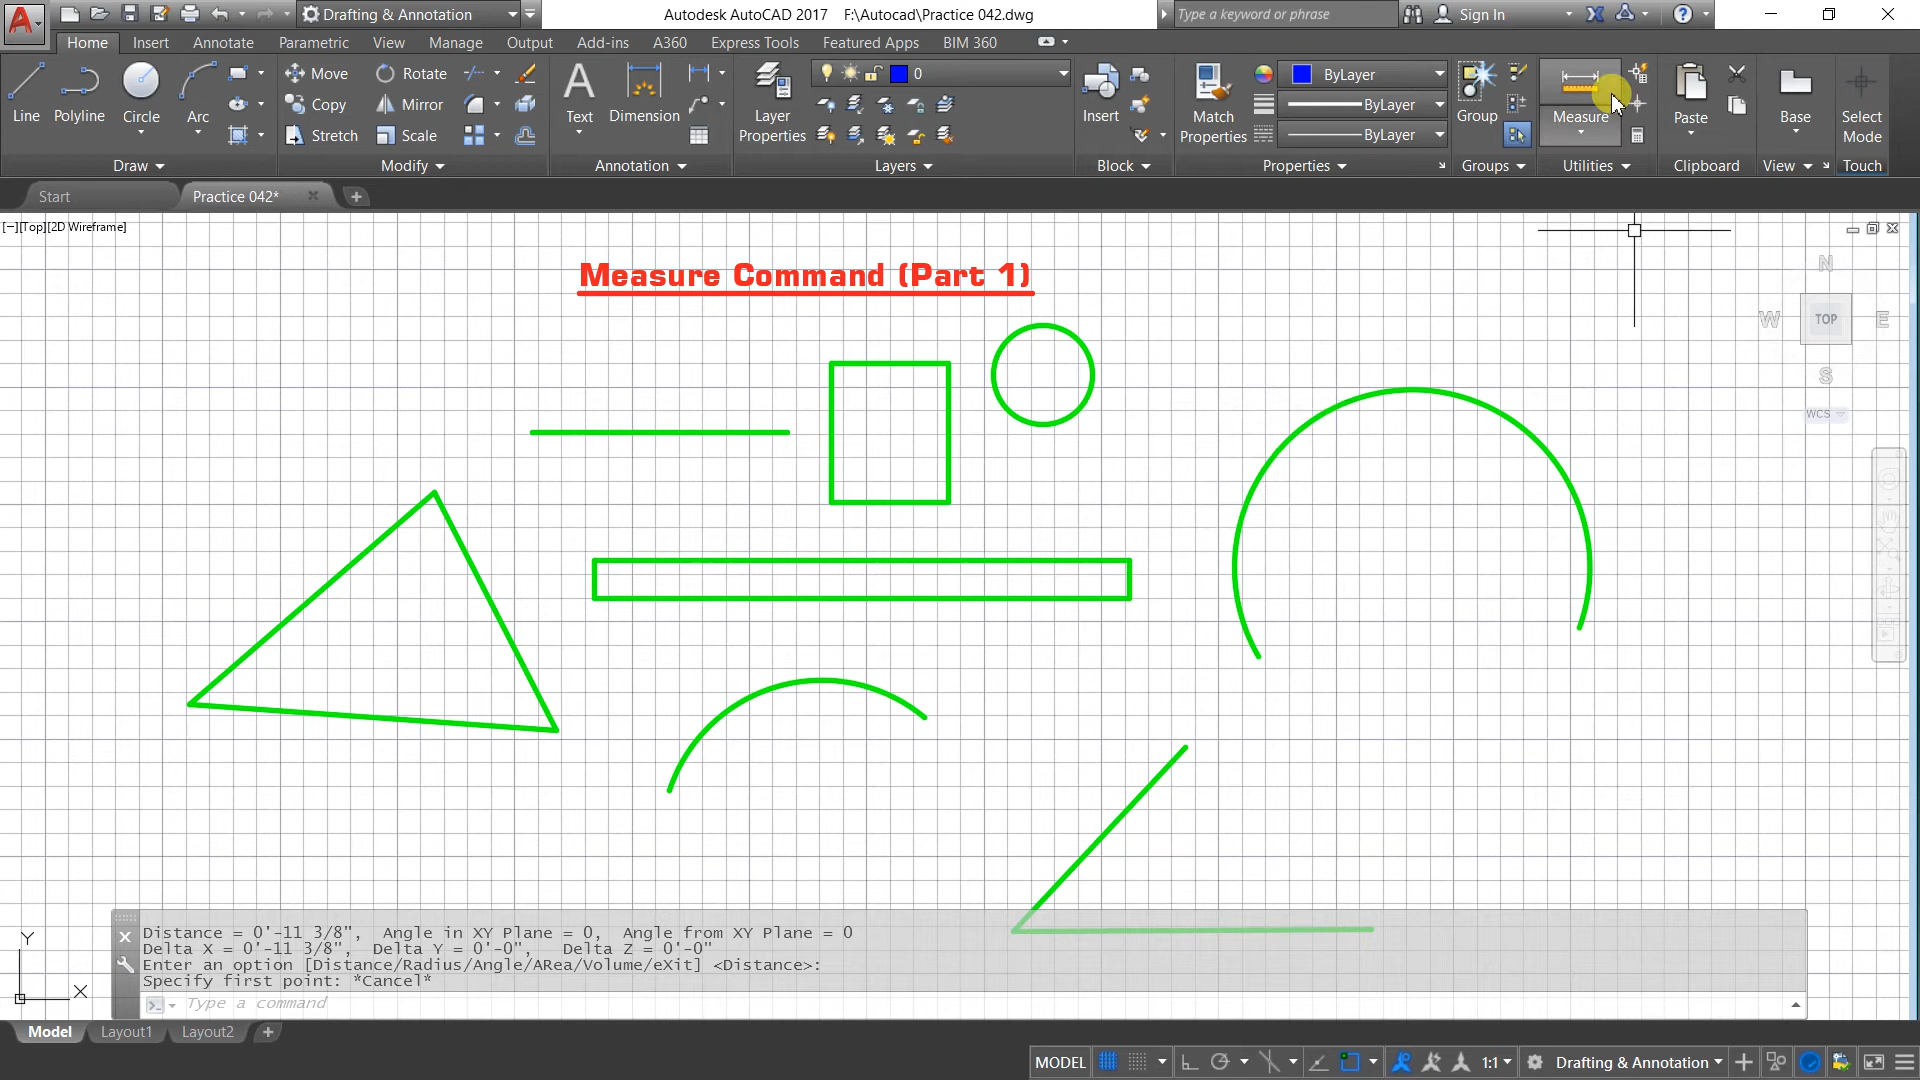 Drafting & Annotation
Autodesk AutoCAD 2017 F:\Autocad\Practice 042.dwg
Type a keyword or phrase
Sign In
Home Insert Annotate Parametric View Manage Output Add-ins A360 Express Tools Featured Apps BIM 360
Line
Polyline
Circle
Arc
Move
Rotate
Copy
Mirror
Stretch
Scale
Text
Dimension
Layer
Properties
0
Insert
Match
Properties
ByLayer
ByLayer
ByLayer
Group
Measure
Paste
Base
Select
Mode
Draw Modify Annotation Layers Block Properties Groups Utilities Clipboard View Touch
Start
Practice 042*
[−][Top][2D Wireframe]
Measure Command (Part 1)
N
W
TOP
E
S
WCS
Distance = 0'-11 3/8", Angle in XY Plane = 0, Angle from XY Plane = 0
Delta X = 0'-11 3/8", Delta Y = 0'-0", Delta Z = 0'-0"
Enter an option [Distance/Radius/Angle/ARea/Volume/eXit] <Distance>:
Specify first point: *Cancel*
Type a command
Y
X
Model Layout1 Layout2
MODEL
1:1
Drafting & Annotation